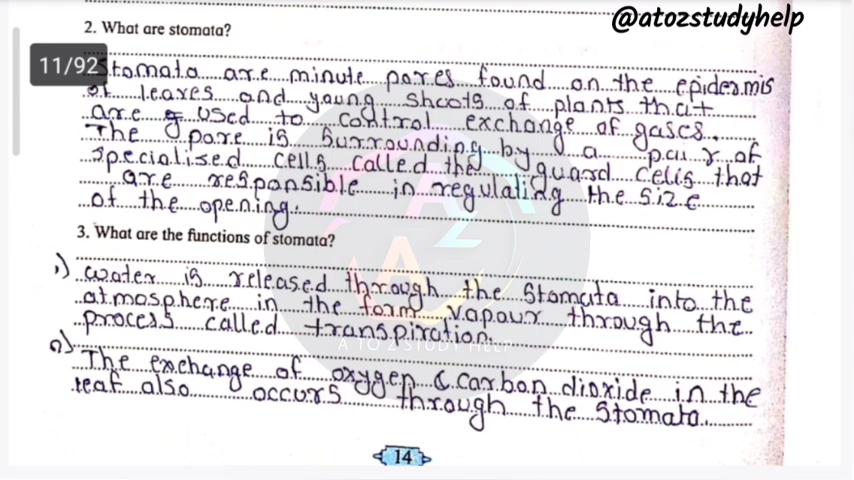 @atozstudyhelp
2. What are stomata?
11/92
Stomata are minute pores found on the epidermis
of leaves and young shoots of plants that
are used to control exchange of gases.
The pore is surrounding by a pair of
specialised cells called the guard cells that
are responsible in regulating the size
of the opening.
3. What are the functions of stomata?
1) water is released through the stomata into the
atmosphere in the form vapour through the
process called transpiration.
2) The exchange of oxygen & carbon dioxide in the
leaf also occurs through the stomata.
A TO Z STUDY HELP
14